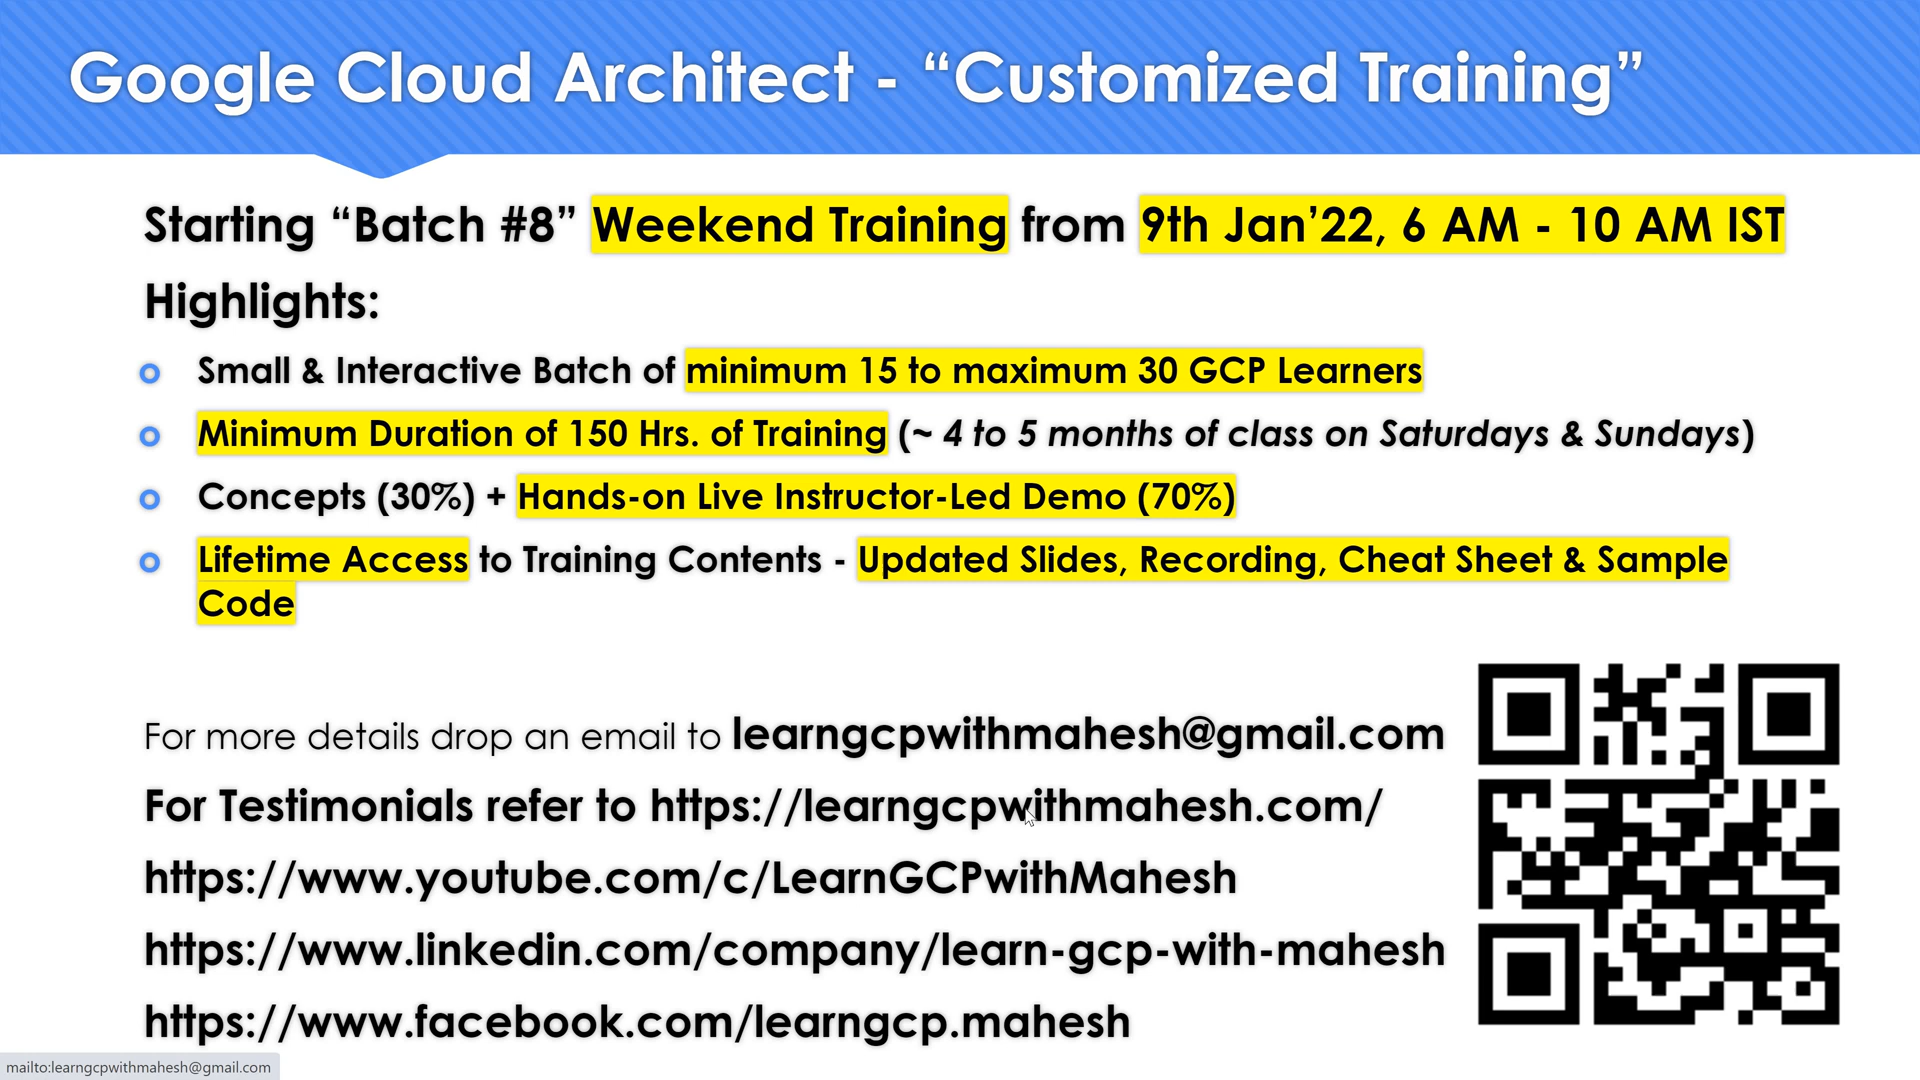 Google Cloud Architect - “Customized Training”
Starting “Batch #8” Weekend Training from 9th Jan’22, 6 AM - 10 AM IST
Highlights:
Small & Interactive Batch of minimum 15 to maximum 30 GCP Learners
Minimum Duration of 150 Hrs. of Training (~ 4 to 5 months of class on Saturdays & Sundays)
Concepts (30%) + Hands-on Live Instructor-Led Demo (70%)
Lifetime Access to Training Contents - Updated Slides, Recording, Cheat Sheet & Sample
Code
For more details drop an email to learngcpwithmahesh@gmail.com
For Testimonials refer to https://learngcpwithmahesh.com/
https://www.youtube.com/c/LearnGCPwithMahesh
https://www.linkedin.com/company/learn-gcp-with-mahesh
https://www.facebook.com/learngcp.mahesh
mailto:learngcpwithmahesh@gmail.com